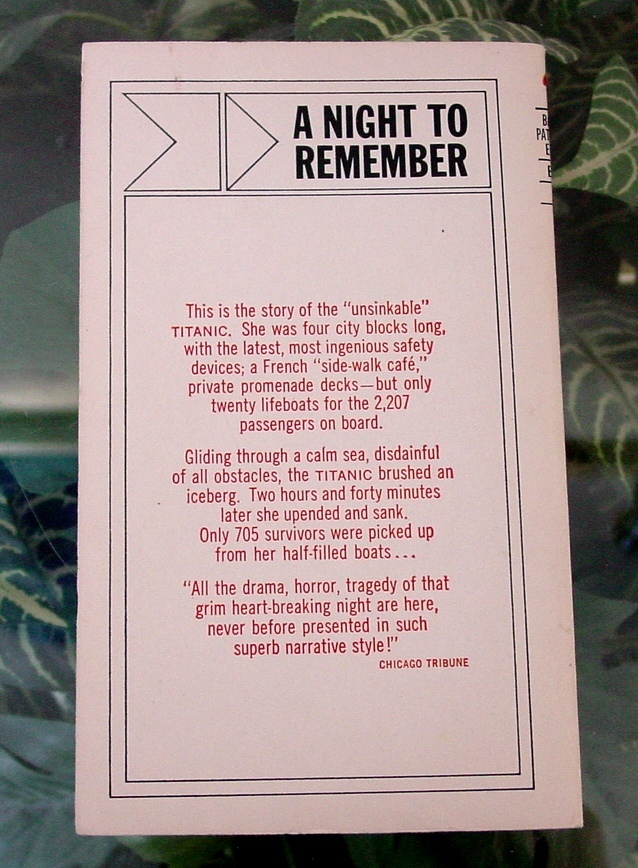 A NIGHT TO
REMEMBER
This is the story of the “unsinkable”
TITANIC. She was four city blocks long,
with the latest, most ingenious safety
devices; a French “side-walk café,”
private promenade decks—but only
twenty lifeboats for the 2,207
passengers on board.
Gliding through a calm sea, disdainful
of all obstacles, the TITANIC brushed an
iceberg. Two hours and forty minutes
later she upended and sank.
Only 705 survivors were picked up
from her half-filled boats...
“All the drama, horror, tragedy of that
grim heart-breaking night are here,
never before presented in such
superb narrative style!”
CHICAGO TRIBUNE